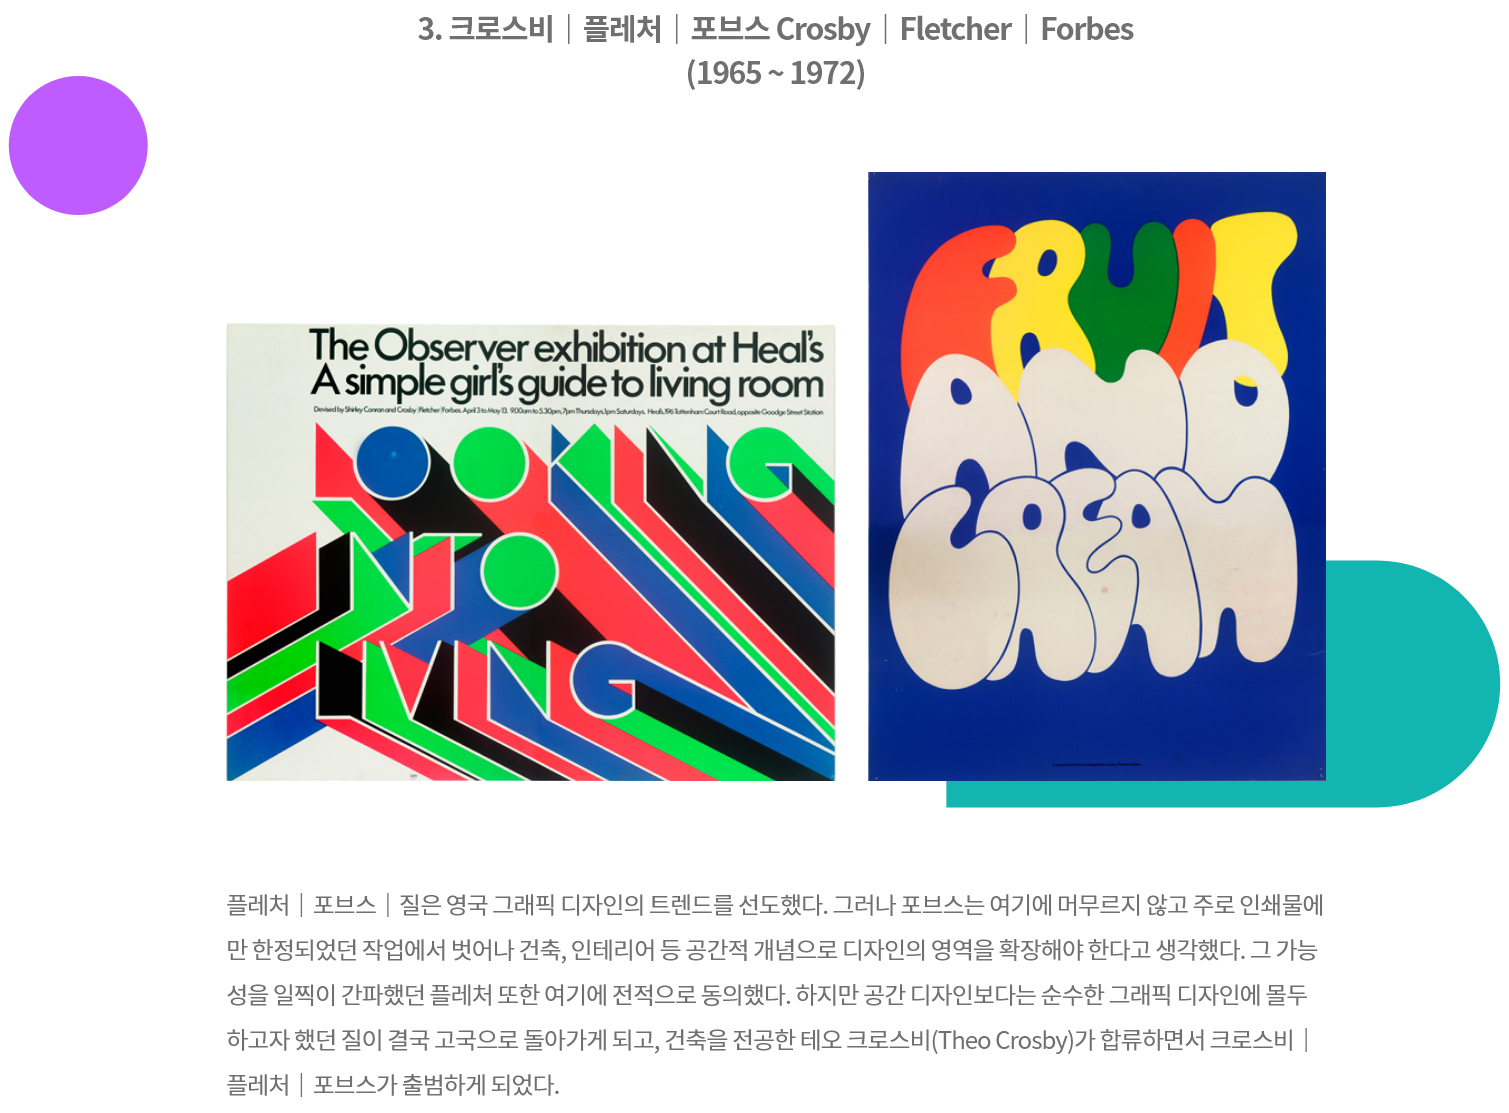 3. 크로스비│플레처│포브스 Crosby│Fletcher│Forbes
(1965 ~ 1972)
The Observer exhibition at Heal's
A simple girl's guide to living room
Devised by Shirley Conran and Crosby/Fletcher/Forbes. April 3 to May 13. 9.00am to 5.30pm, 7pm Thursdays, 1pm Saturdays. Heal's, 196 Tottenham Court Road, opposite Goodge Street Station
LOOKING
INTO
LIVING
FRUIT
AND
CREAM
플레처│포브스│질은 영국 그래픽 디자인의 트렌드를 선도했다. 그러나 포브스는 여기에 머무르지 않고 주로 인쇄물에
만 한정되었던 작업에서 벗어나 건축, 인테리어 등 공간적 개념으로 디자인의 영역을 확장해야 한다고 생각했다. 그 가능
성을 일찍이 간파했던 플레처 또한 여기에 전적으로 동의했다. 하지만 공간 디자인보다는 순수한 그래픽 디자인에 몰두
하고자 했던 질이 결국 고국으로 돌아가게 되고, 건축을 전공한 테오 크로스비(Theo Crosby)가 합류하면서 크로스비│
플레처│포브스가 출범하게 되었다.